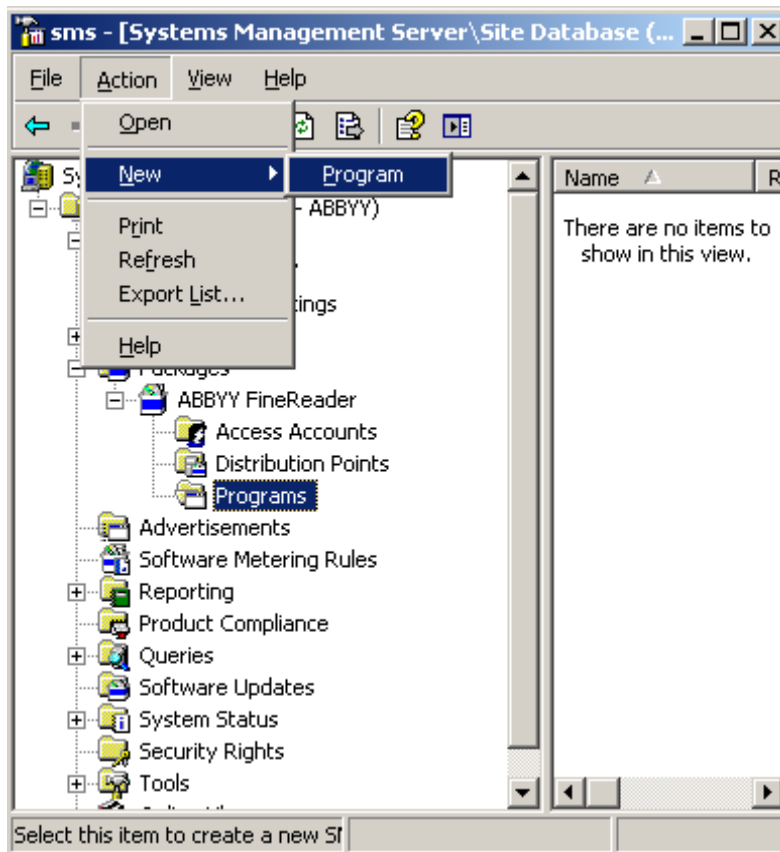 sms - [Systems Management Server\Site Database (...
File Action View Help
Open
New
Program
Print
Refresh
Export List...
Help
- ABBYY)
ings
Packages
ABBYY FineReader
Access Accounts
Distribution Points
Programs
Advertisements
Software Metering Rules
Reporting
Product Compliance
Queries
Software Updates
System Status
Security Rights
Tools
Name
R
There are no items to
show in this view.
Select this item to create a new S